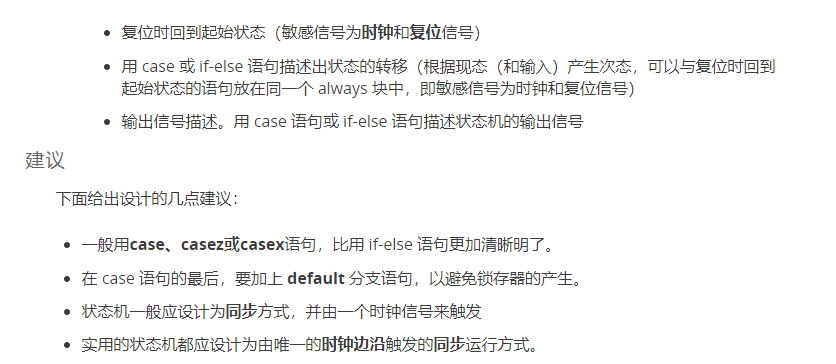 复位时回到起始状态（敏感信号为时钟和复位信号）
用 case 或 if-else 语句描述出状态的转移（根据现态（和输入）产生次态，可以与复位时回到
起始状态的语句放在同一个 always 块中，即敏感信号为时钟和复位信号）
输出信号描述。用 case 语句或 if-else 语句描述状态机的输出信号
建议
下面给出设计的几点建议：
一般用case、casez或casex语句，比用 if-else 语句更加清晰明了。
在 case 语句的最后，要加上 default 分支语句，以避免锁存器的产生。
状态机一般应设计为同步方式，并由一个时钟信号来触发
实用的状态机都应设计为由唯一的时钟边沿触发的同步运行方式。